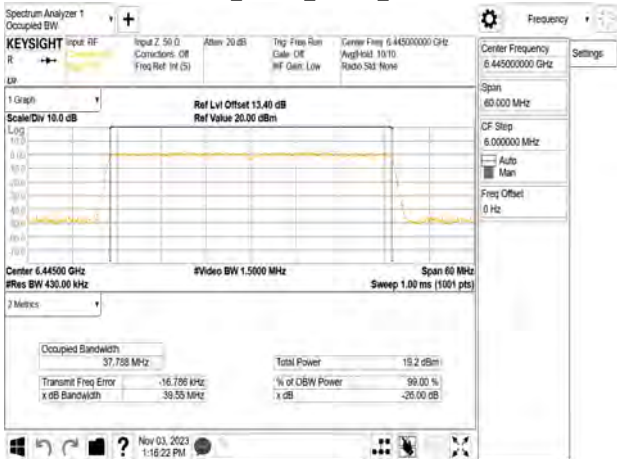 Spectrum Analyzer 1
Occupied BW
Frequency
KEYSIGHT
Input: RF
R
Input Z: 50 Ω
Corrections: Off
Freq Ref: Int (S)
Atten: 20 dB
Trig: Free Run
Gate: Off
#IF Gain: Low
Center Freq: 6.445000000 GHz
Avg|Hold: 10/10
Radio Std: None
Center Frequency
6.445000000 GHz
Settings
Span
60.000 MHz
CF Step
6.000000 MHz
Auto
Man
Freq Offset
0 Hz
1 Graph
Scale/Div 10.0 dB
Ref Lvl Offset 13.40 dB
Ref Value 20.00 dBm
Log
10.0
0.00
Center 6.44500 GHz
#Video BW 1.5000 MHz
Span 60 MHz
#Res BW 430.00 kHz
Sweep 1.00 ms (1001 pts)
2 Metrics
Occupied Bandwidth
37.788 MHz
Total Power
19.2 dBm
Transmit Freq Error
-16.786 kHz
% of OBW Power
99.00 %
x dB Bandwidth
39.55 MHz
x dB
-26.00 dB
?
Nov 03, 2023
1:16:22 PM